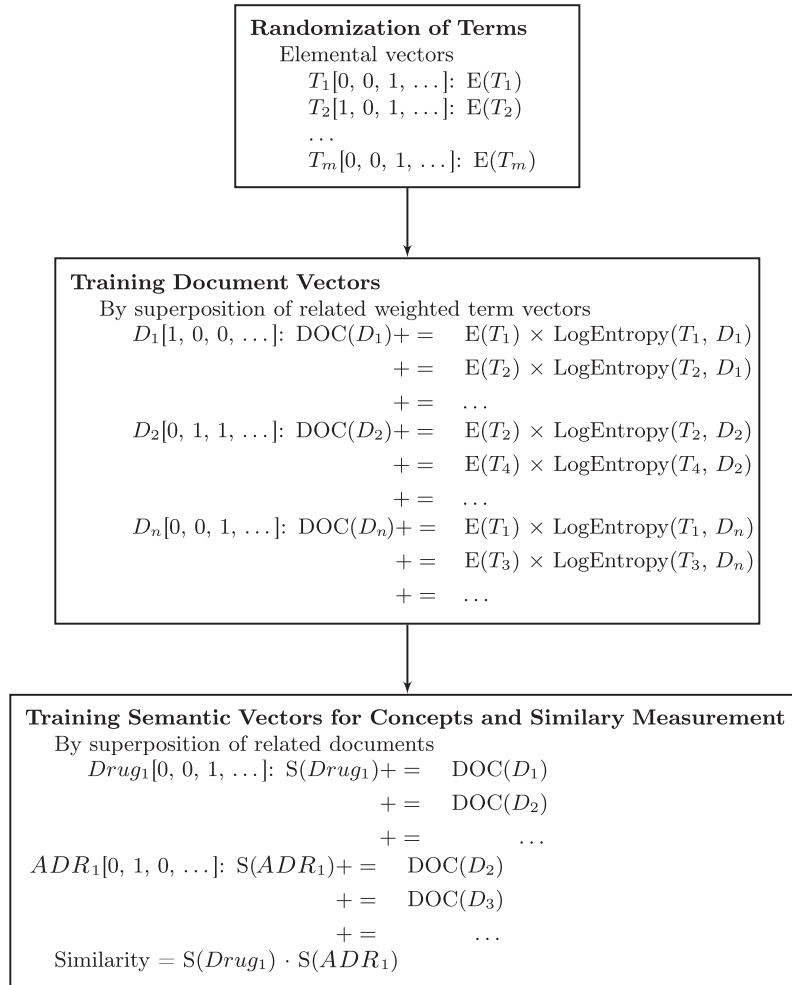 Randomization of Terms
Elemental vectors
T₁[0, 0, 1, …]: E(T₁)
T₂[1, 0, 1, …]: E(T₂)
…
Tₘ[0, 0, 1, …]: E(Tₘ)
Training Document Vectors
By superposition of related weighted term vectors
D₁[1, 0, 0, …]: DOC(D₁)+ = E(T₁) × LogEntropy(T₁, D₁)
+ = E(T₂) × LogEntropy(T₂, D₁)
+ = …
D₂[0, 1, 1, …]: DOC(D₂)+ = E(T₂) × LogEntropy(T₂, D₂)
+ = E(T₄) × LogEntropy(T₄, D₂)
+ = …
Dₙ[0, 0, 1, …]: DOC(Dₙ)+ = E(T₁) × LogEntropy(T₁, Dₙ)
+ = E(T₃) × LogEntropy(T₃, Dₙ)
+ = …
Training Semantic Vectors for Concepts and Similary Measurement
By superposition of related documents
Drug₁[0, 0, 1, …]: S(Drug₁)+ = DOC(D₁)
+ = DOC(D₂)
+ = …
ADR₁[0, 1, 0, …]: S(ADR₁)+ = DOC(D₂)
+ = DOC(D₃)
+ = …
Similarity = S(Drug₁) · S(ADR₁)